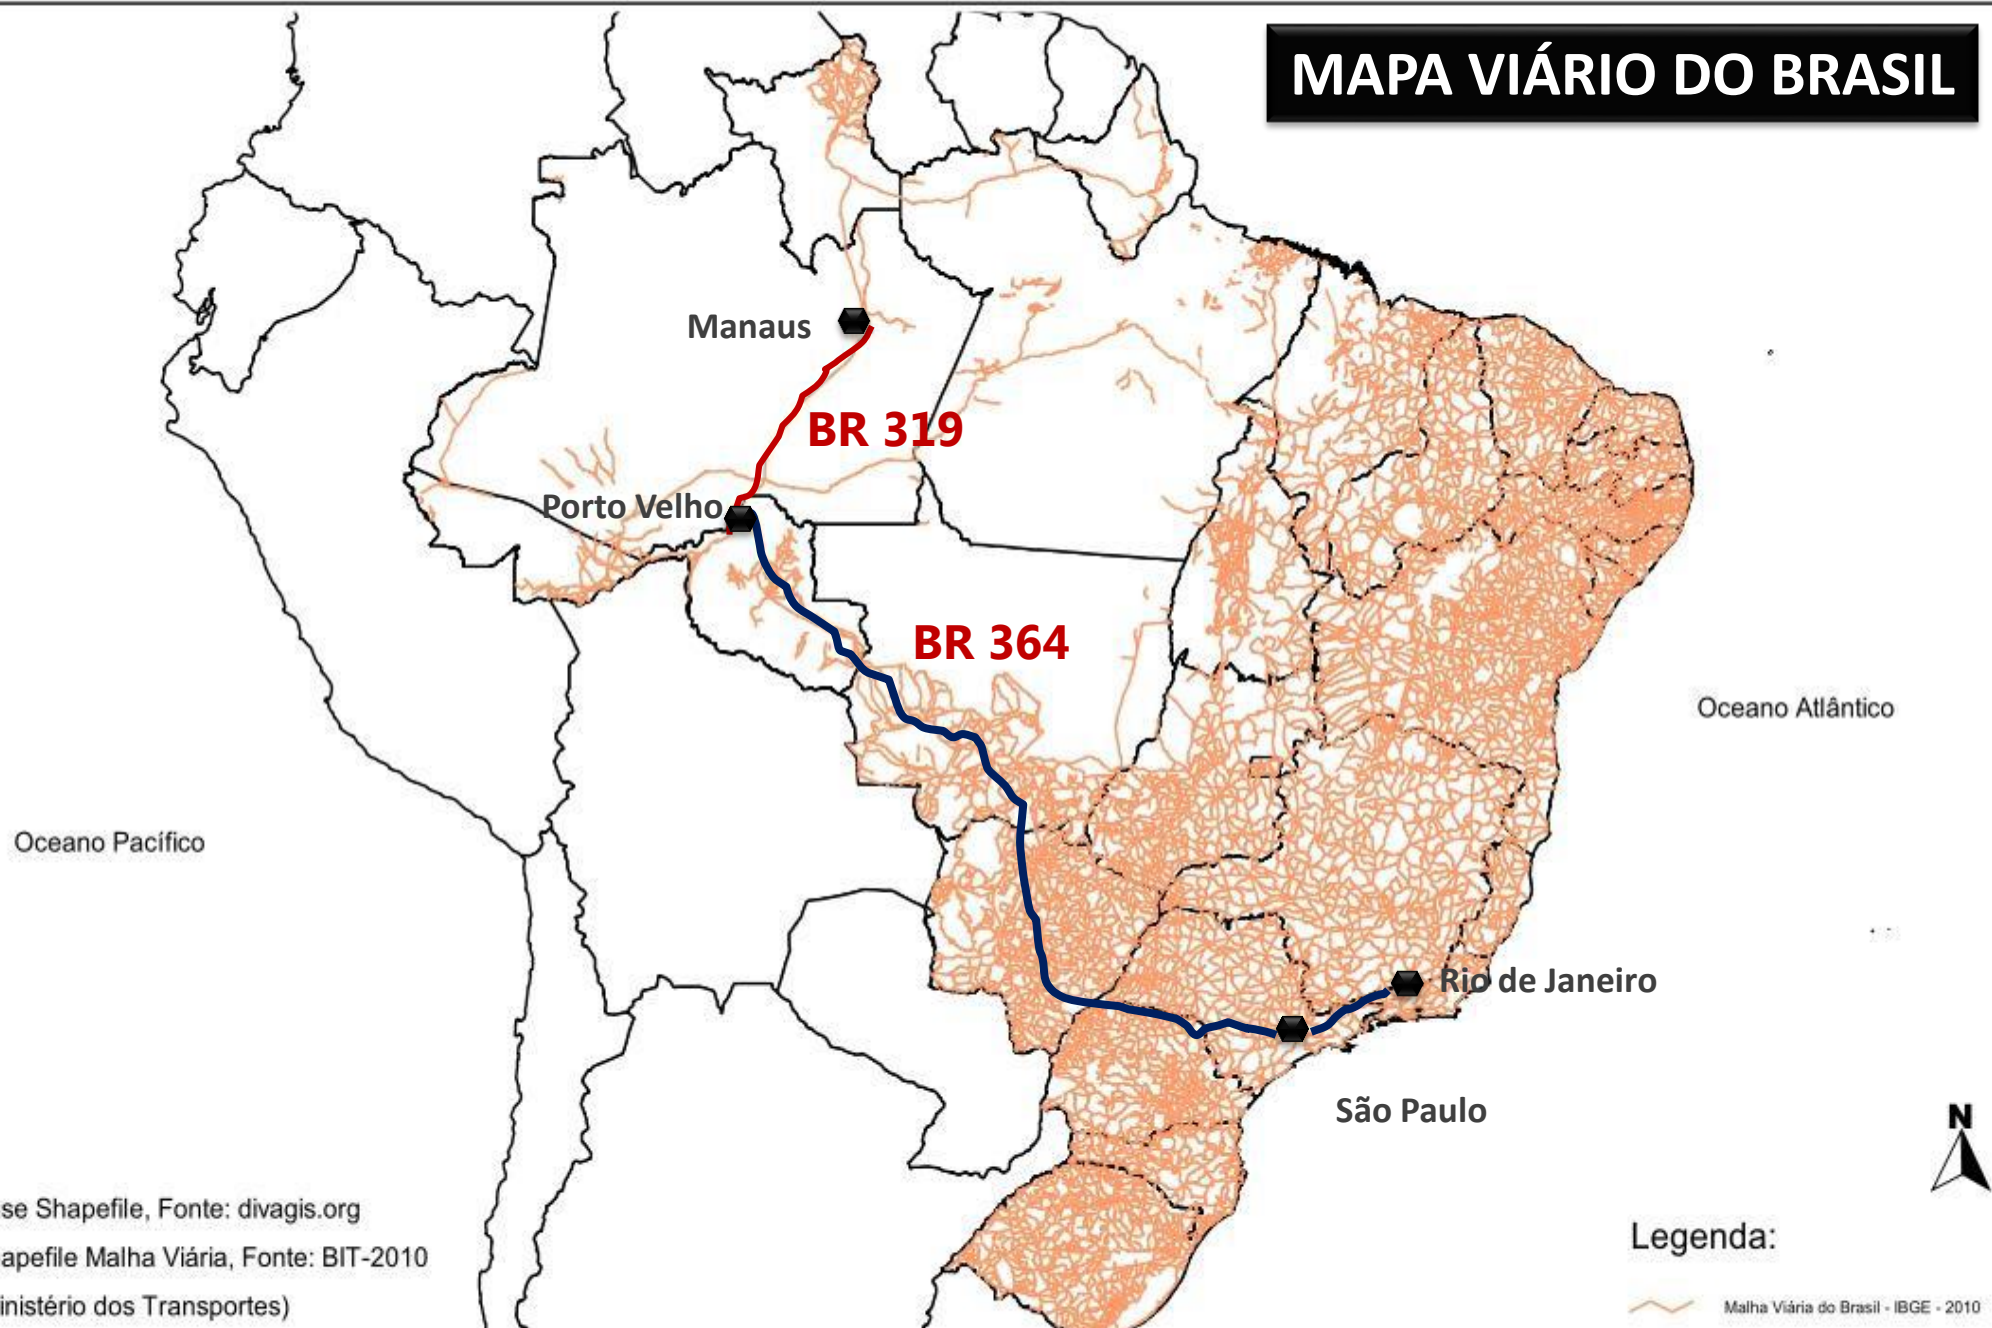 MAPA VIÁRIO DO BRASIL
Manaus
BR 319
Porto Velho
BR 364
Oceano Atlântico
Oceano Pacífico
Rio de Janeiro
São Paulo
N
se Shapefile, Fonte: divagis.org
apefile Malha Viária, Fonte: BIT-2010
inistério dos Transportes)
Legenda:
Malha Viária do Brasil - IBGE - 2010